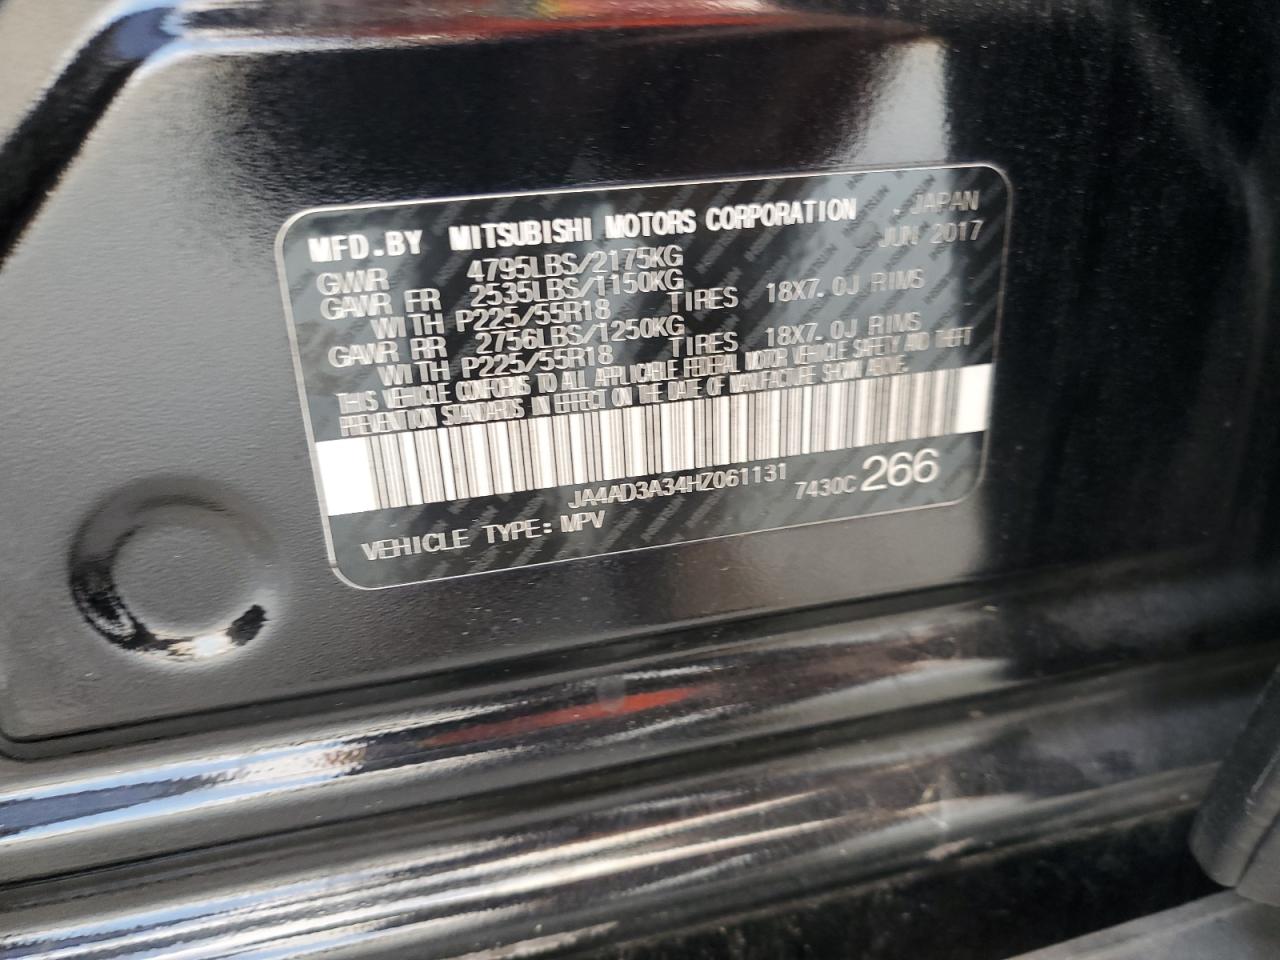 MFD.BY MITSUBISHI MOTORS CORPORATION , JAPAN
GVWR 4795LBS/2175KG JUN 2017
GAWR FR 2535LBS/1150KG
WITH P225/55R18 TIRES 18X7.0J RIMS
GAWR RR 2756LBS/1250KG
WITH P225/55R18 TIRES 18X7.0J RIMS
THIS VEHICLE CONFORMS TO ALL APPLICABLE FEDERAL MOTOR VEHICLE SAFETY AND THEFT
PREVENTION STANDARDS IN EFFECT ON THE DATE OF MANUFACTURE SHOWN ABOVE.
JA4AD3A34HZ061131 7430C 266
VEHICLE TYPE: MPV